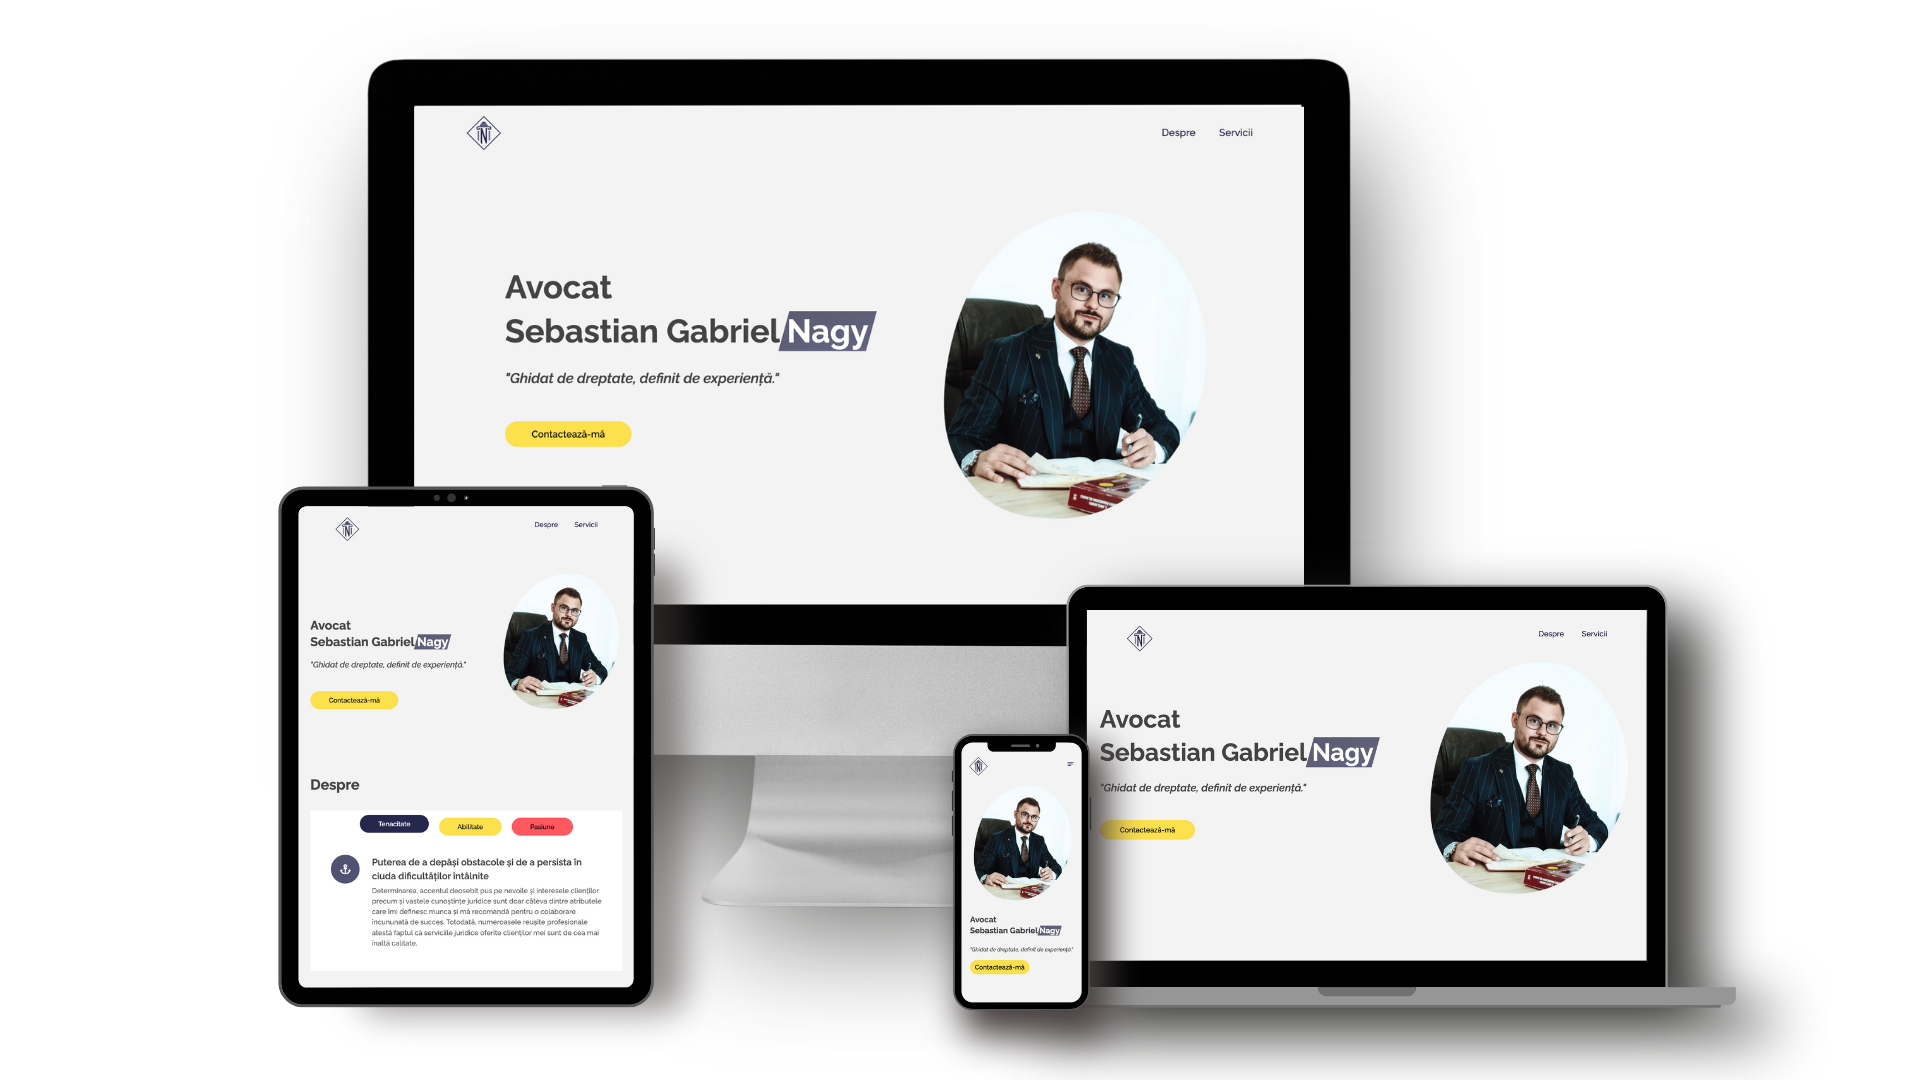 Despre
Servicii
Avocat
Sebastian Gabriel Nagy
"Ghidat de dreptate, definit de experiență."
Contactează-mă
Despre
Servicii
Avocat
Sebastian Gabriel Nagy
"Ghidat de dreptate, definit de experiență."
Contactează-mă
Despre
Tenacitate
Abilitate
Pasiune
Puterea de a depăși obstacole și de a persista în
ciuda dificultăților întâlnite
Determinarea, accentul deosebit pus pe nevoile și interesele clienților
precum și vastele cunoștințe juridice sunt doar câteva dintre atributele
care îmi definesc munca și mă recomandă pentru o colaborare
încununată de succes. Totodată, numeroasele reușite profesionale
atestă faptul că serviciile juridice oferite clienților mei sunt de cea mai
înaltă calitate.
Avocat
Sebastian Gabriel Nagy
"Ghidat de dreptate, definit de experiență."
Contactează-mă
Despre
Servicii
Avocat
Sebastian Gabriel Nagy
"Ghidat de dreptate, definit de experiență."
Contactează-mă